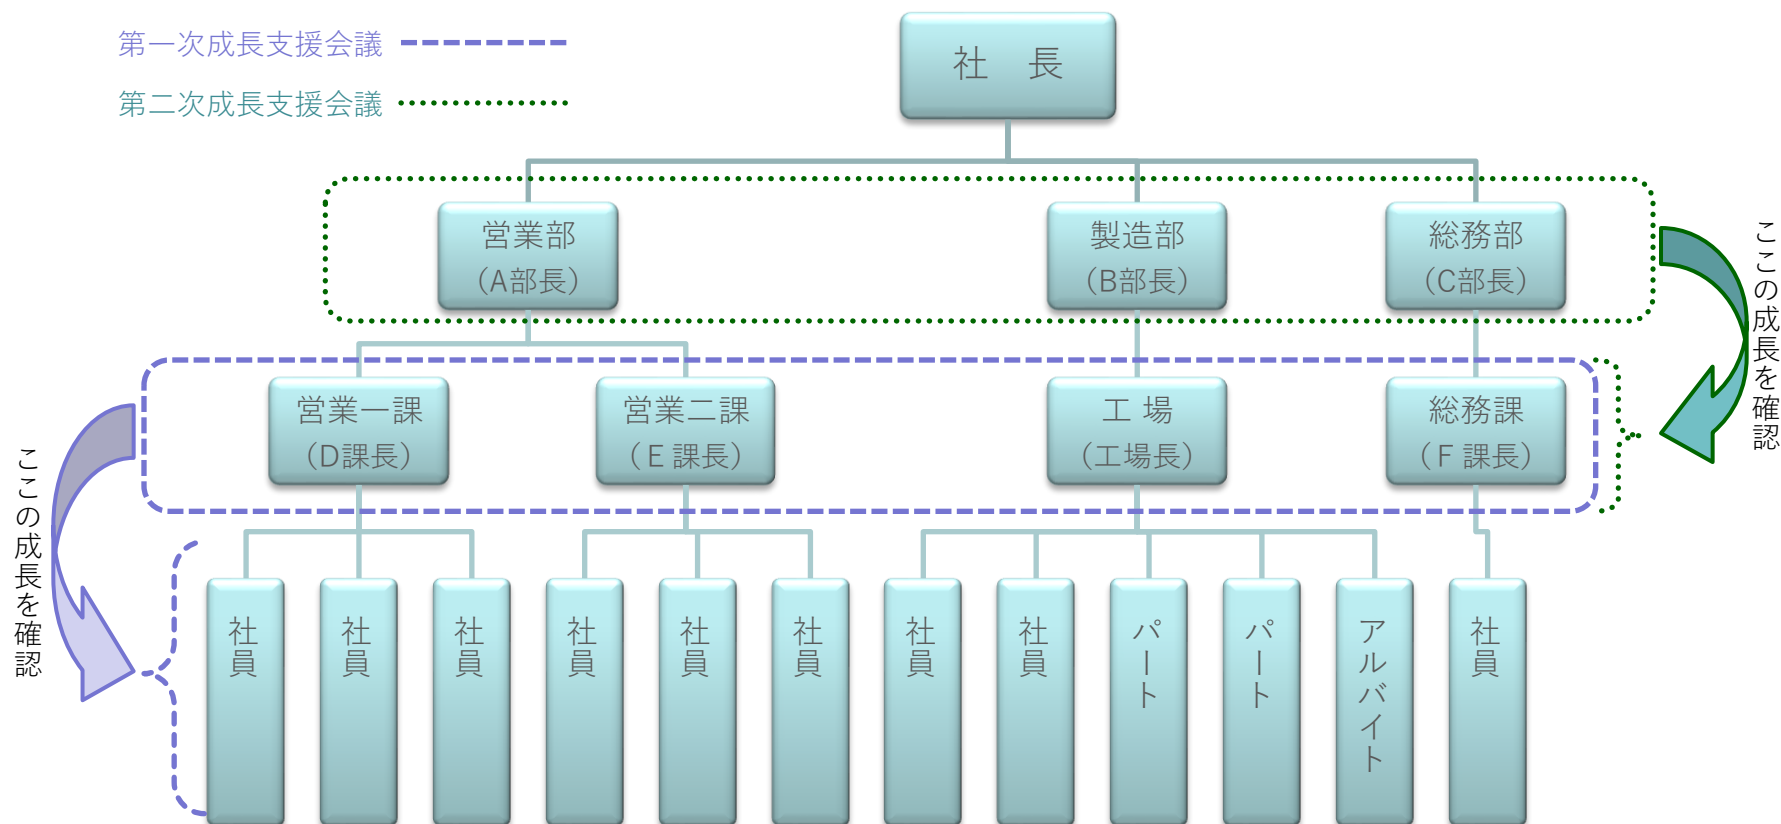 第一次成長支援会議
第二次成長支援会議
社　長
営業部
（A部長）
製造部
（B部長）
総務部
（C部長）
ここの成長を確認
営業一課
（D課長）
営業二課
（Ｅ課長）
工 場
（工場長）
総務課
（Ｆ課長）
ここの成長を確認
社員
社員
社員
社員
社員
社員
社員
社員
パート
パート
アルバイト
社員